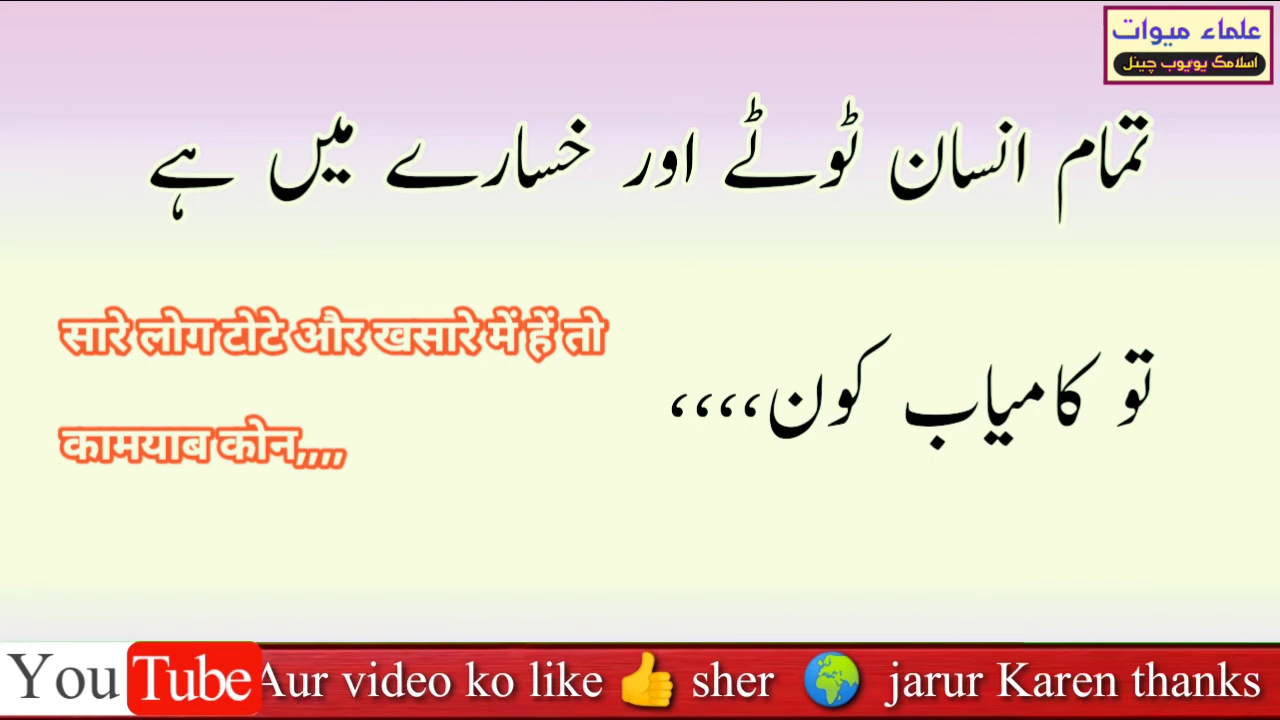 علماء میوات
اسلامک یوٹیوب چینل
تمام انسان ٹوٹے اور خسارے میں ہے
सारे लोग टोटे और खसारे में हें तो
تو کامیاب کون،،،،
कामयाब कोन,,,,
YouTube Aur video ko like 👍 sher 🌍 jarur Karen thanks